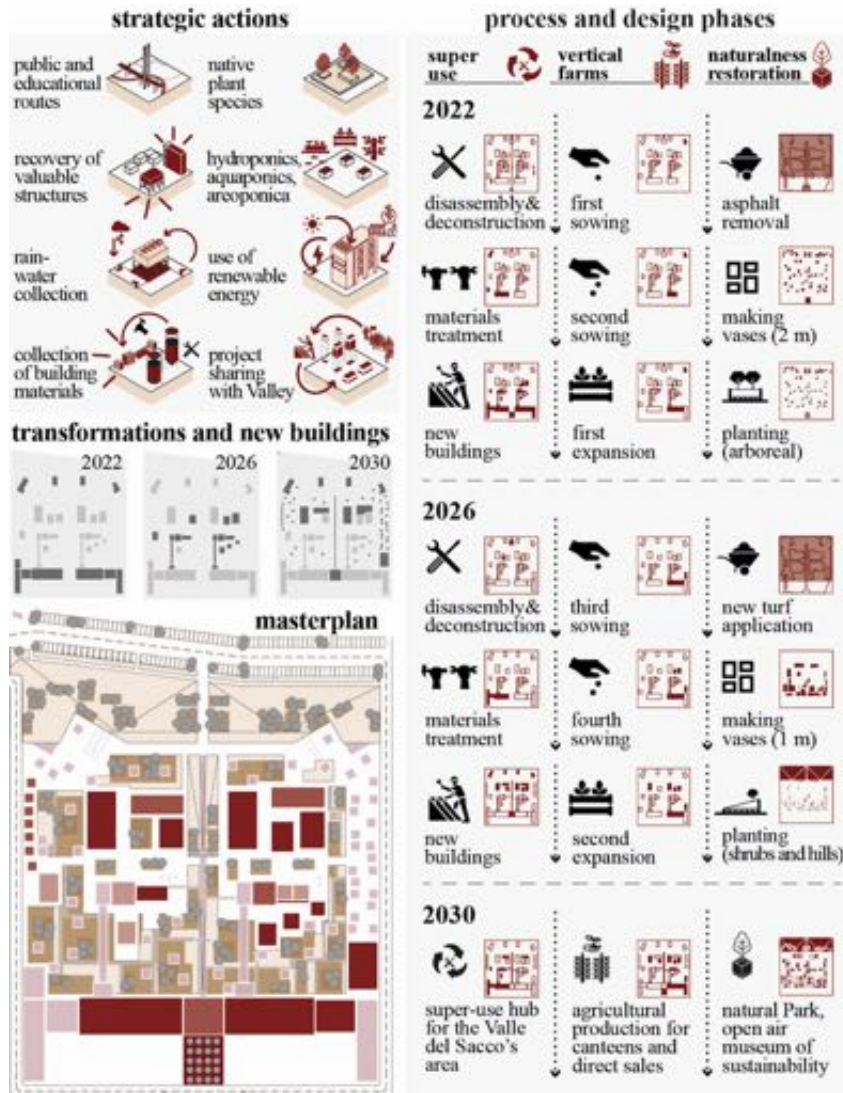 strategic actions
public and
educational
routes
native
plant
species
recovery of
valuable
structures
hydroponics,
aquaponics,
areoponica
rain-
water
collection
use of
renewable
energy
collection
of building
materials
project
sharing
with Valley
transformations and new buildings
2022
2026
2030
masterplan
process and design phases
super
use
vertical
farms
naturalness
restoration
2022
disassembly&
deconstruction
first
sowing
asphalt
removal
materials
treatment
second
sowing
making
vases (2 m)
new
buildings
first
expansion
planting
(arboreal)
2026
disassembly&
deconstruction
third
sowing
new turf
application
materials
treatment
fourth
sowing
making
vases (1 m)
new
buildings
second
expansion
planting
(shrubs and hills)
2030
super-use hub
for the Valle
del Sacco's
area
agricultural
production for
canteens and
direct sales
natural Park,
open air
museum of
sustainability